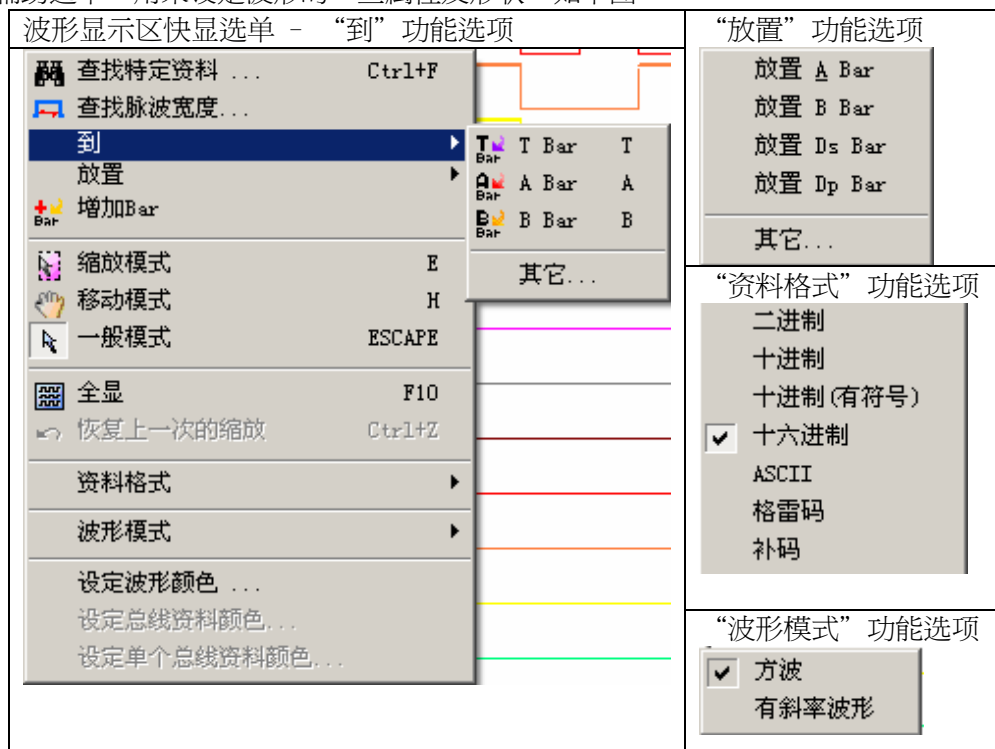 波形显示区快显选单 - “到”功能选项
查找特定资料 ... Ctrl+F
查找脉波宽度...
到
放置
增加Bar
缩放模式 E
移动模式 H
一般模式 ESCAPE
全显 F10
恢复上一次的缩放 Ctrl+Z
资料格式
波形模式
设定波形颜色 ...
设定总线资料颜色...
设定单个总线资料颜色...
T Bar T Bar T
A Bar A Bar A
B Bar B Bar B
其它...
“放置”功能选项
放置 A Bar
放置 B Bar
放置 Ds Bar
放置 Dp Bar
其它...
“资料格式”功能选项
二进制
十进制
十进制(有符号)
十六进制
ASCII
格雷码
补码
“波形模式”功能选项
方波
有斜率波形